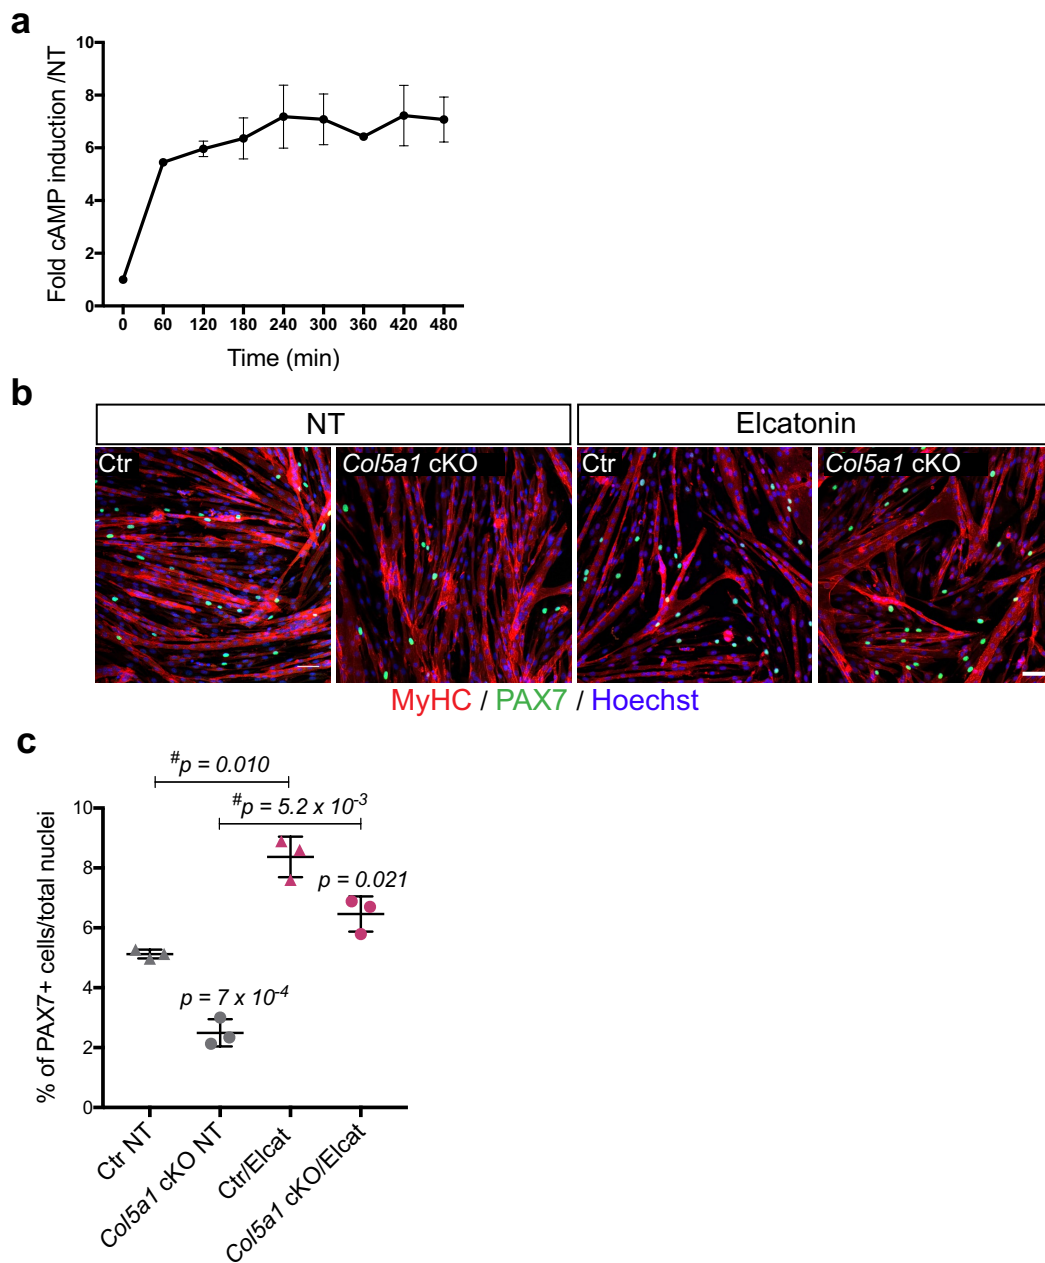 a
Fold cAMP induction /NT
10
8
6
4
2
0
0 60 120 180 240 300 360 420 480
Time (min)
b
NT Elcatonin
Ctr Col5a1 cKO Ctr Col5a1 cKO
MyHC / PAX7 / Hoechst
c
#p = 0.010
#p = 5.2 x 10-3
p = 0.021
p = 7 x 10-4
% of PAX7+ cells/total nuclei
10
8
6
4
2
0
Ctr NT
Col5a1 cKO NT
Ctr/Elcat
Col5a1 cKO/Elcat